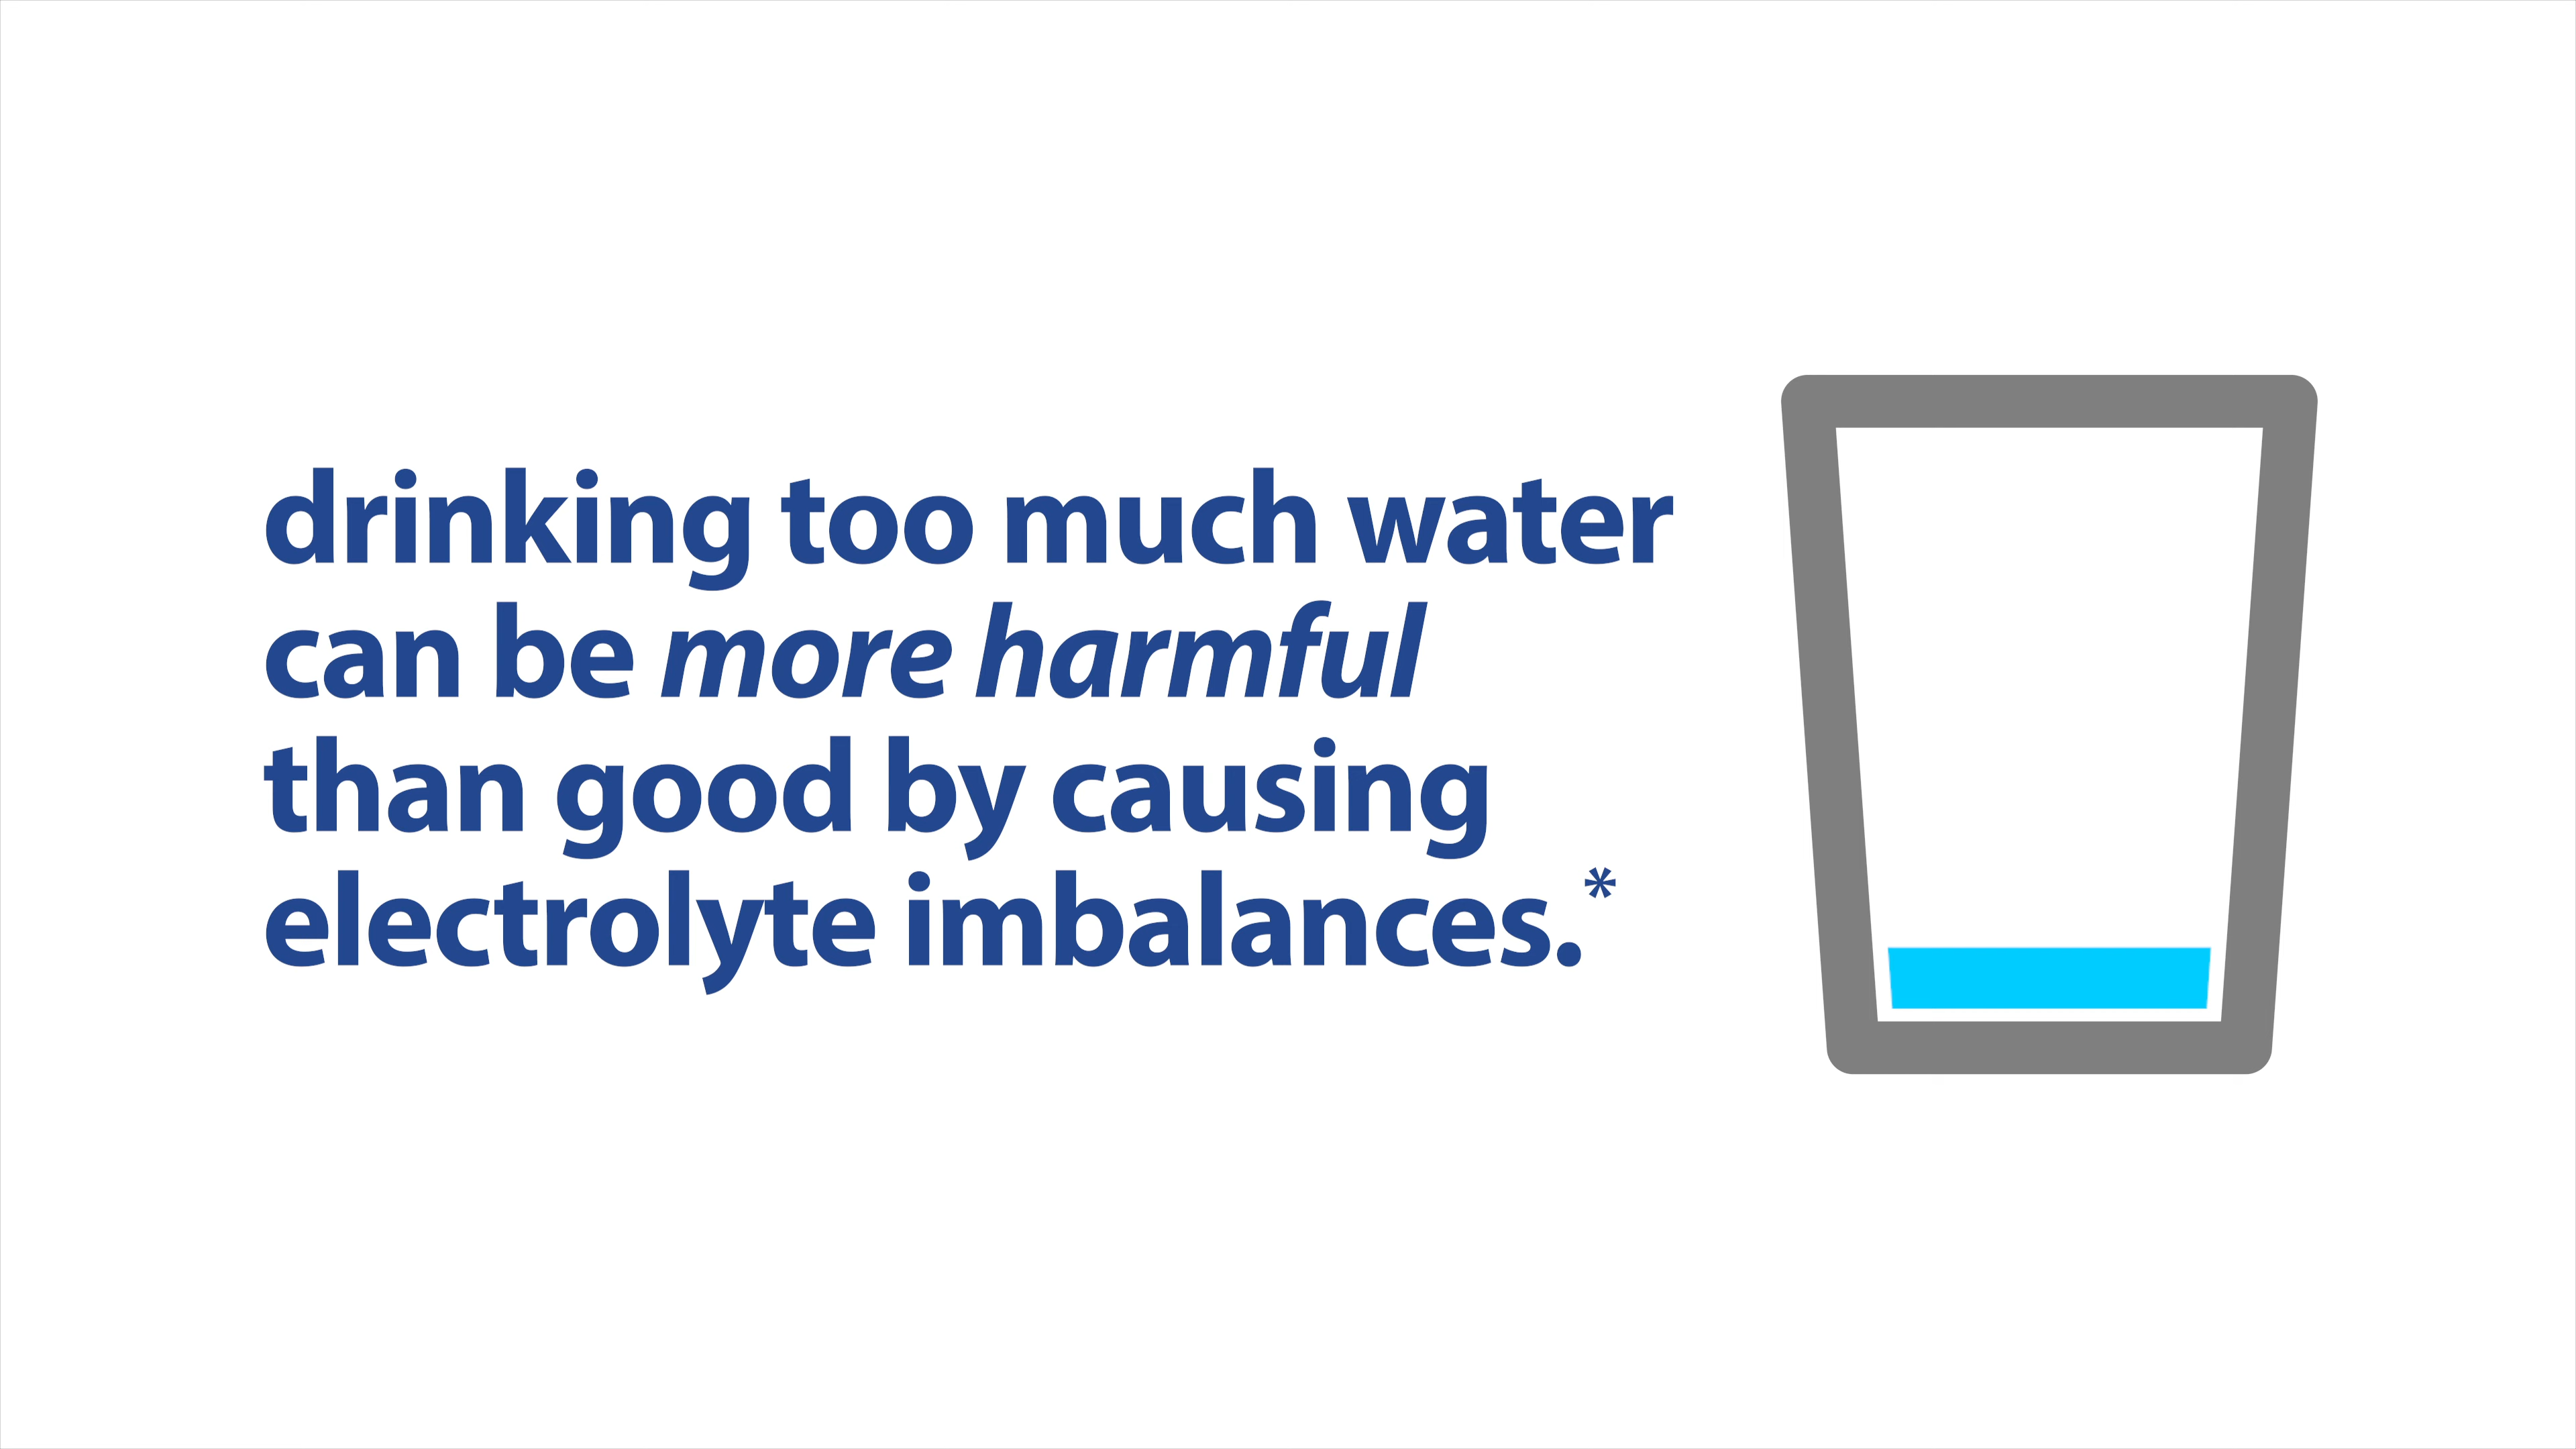 drinking too much water
can be more harmful
than good by causing
electrolyte imbalances.*